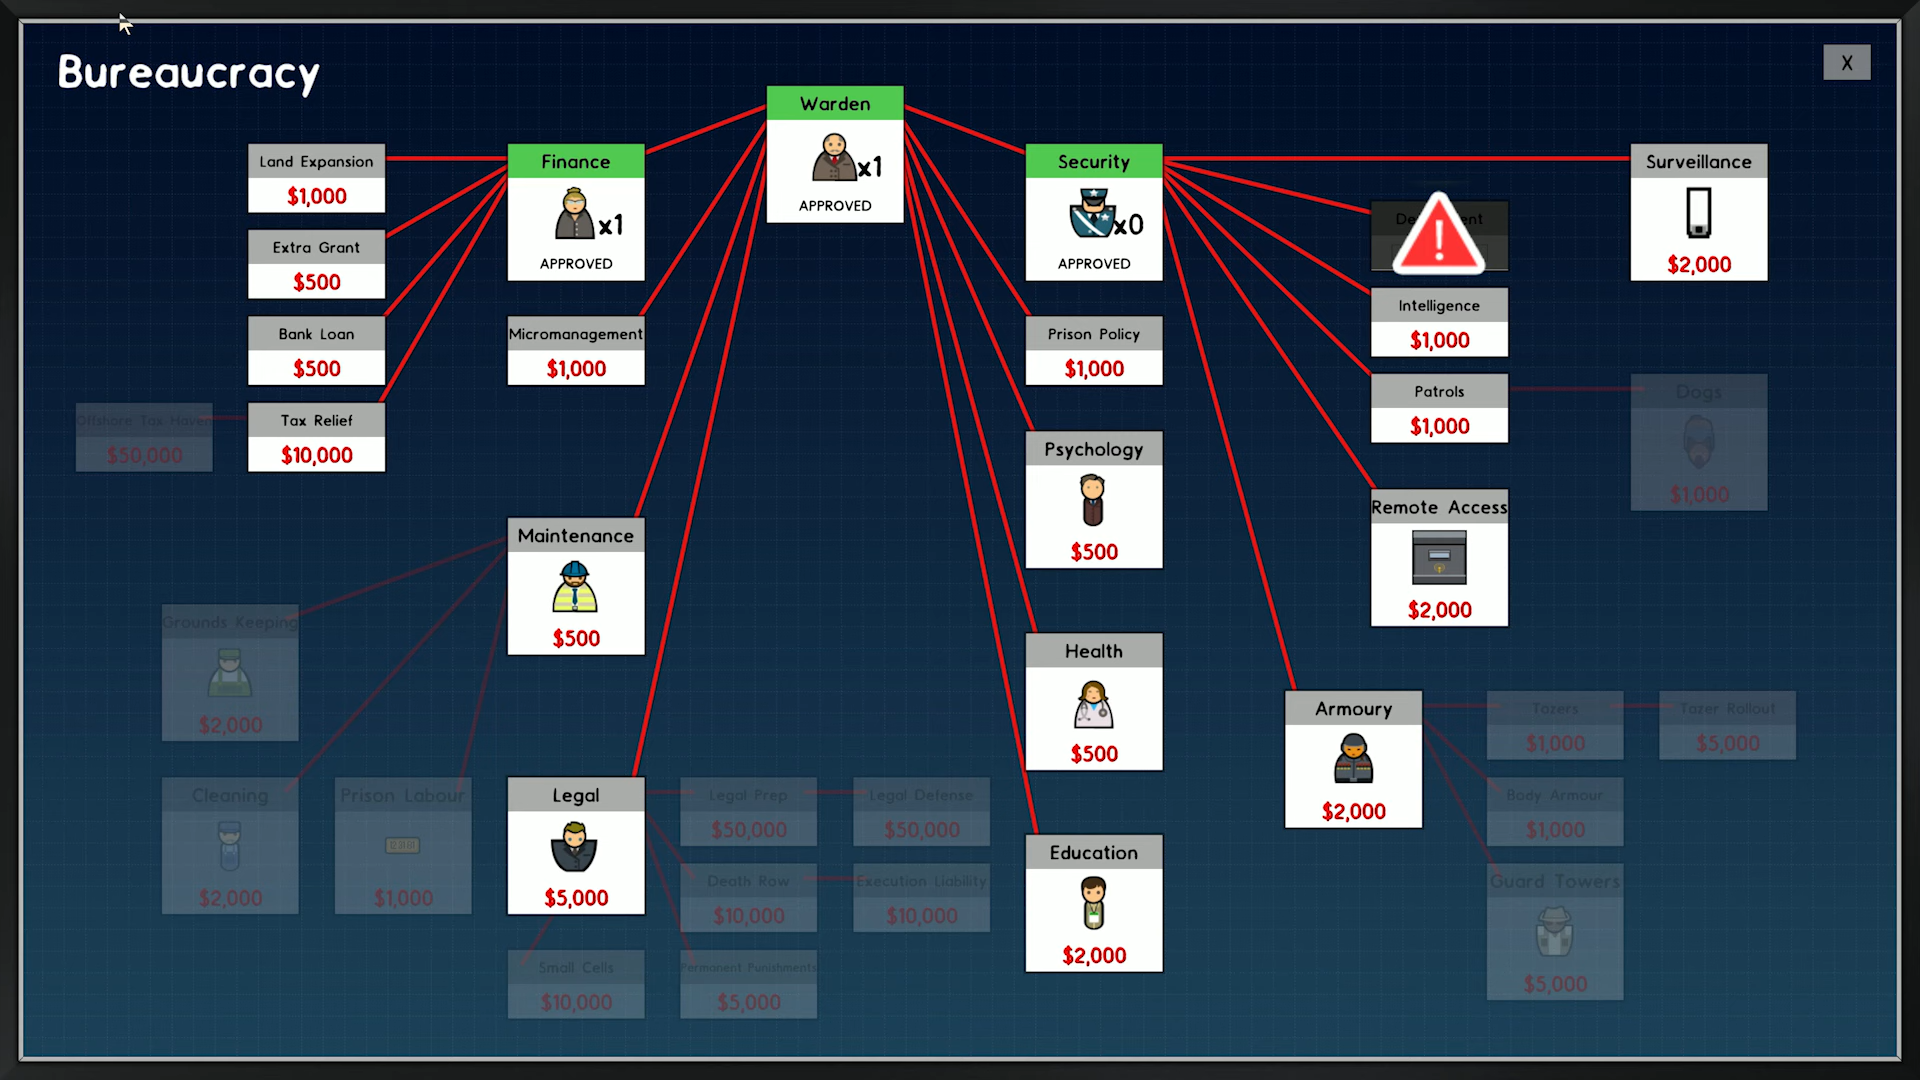 Bureaucracy
X
Warden
x1
APPROVED
Land Expansion
$1,000
Extra Grant
$500
Bank Loan
$500
Tax Relief
$10,000
Offshore Tax Haven
$50,000
Finance
x1
APPROVED
Micromanagement
$1,000
Maintenance
$500
Grounds Keeping
$2,000
Cleaning
$2,000
Prison Labour
$1,000
Legal
$5,000
Legal Prep
$50,000
Legal Defense
$50,000
Death Row
$10,000
Execution Liability
$10,000
Small Cells
$10,000
Permanent Punishments
$5,000
Security
x0
APPROVED
Prison Policy
$1,000
Psychology
$500
Health
$500
Education
$2,000
Surveillance
$2,000
Intelligence
$1,000
Patrols
$1,000
Dogs
$1,000
Remote Access
$2,000
Armoury
$2,000
Tazers
$1,000
Tazer Rollout
$5,000
Body Armour
$1,000
Guard Towers
$5,000